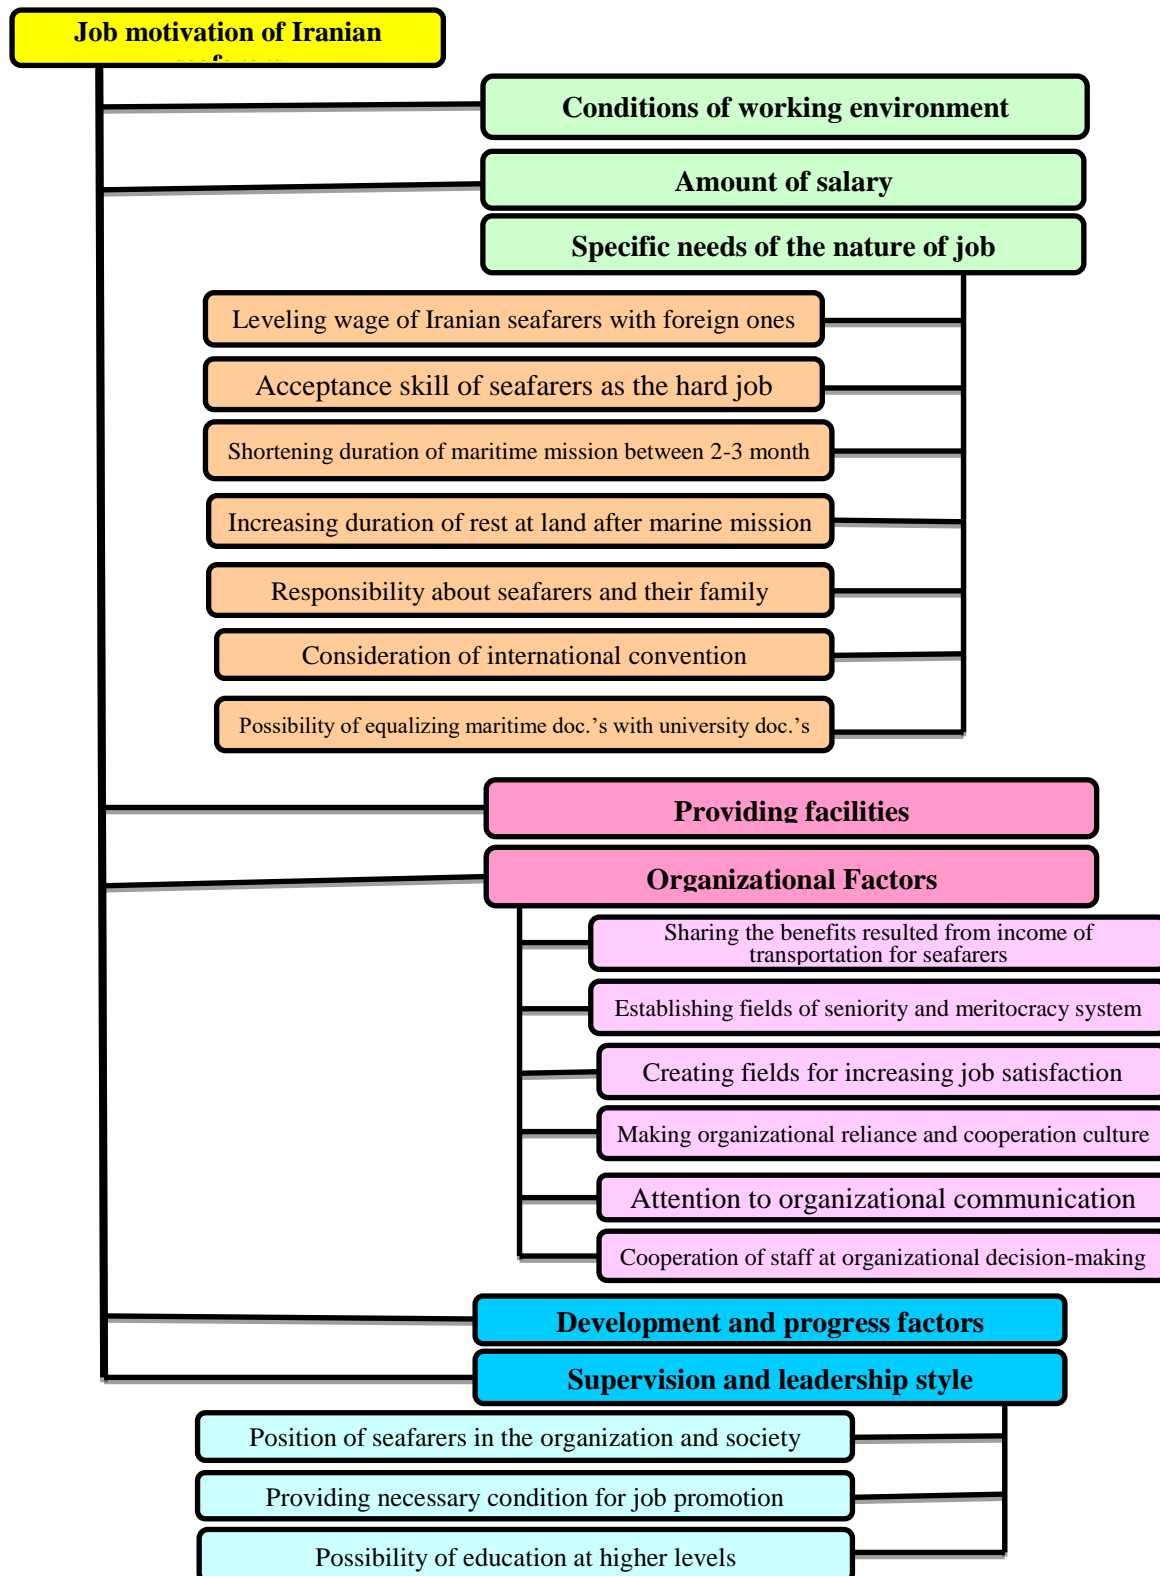 Job motivation of Iranian
Conditions of working environment
Amount of salary
Specific needs of the nature of job
Leveling wage of Iranian seafarers with foreign ones
Acceptance skill of seafarers as the hard job
Shortening duration of maritime mission between 2-3 month
Increasing duration of rest at land after marine mission
Responsibility about seafarers and their family
Consideration of international convention
Possibility of equalizing maritime doc.'s with university doc.'s
Providing facilities
Organizational Factors
Sharing the benefits resulted from income of
transportation for seafarers
Establishing fields of seniority and meritocracy system
Creating fields for increasing job satisfaction
Making organizational reliance and cooperation culture
Attention to organizational communication
Cooperation of staff at organizational decision-making
Development and progress factors
Supervision and leadership style
Position of seafarers in the organization and society
Providing necessary condition for job promotion
Possibility of education at higher levels